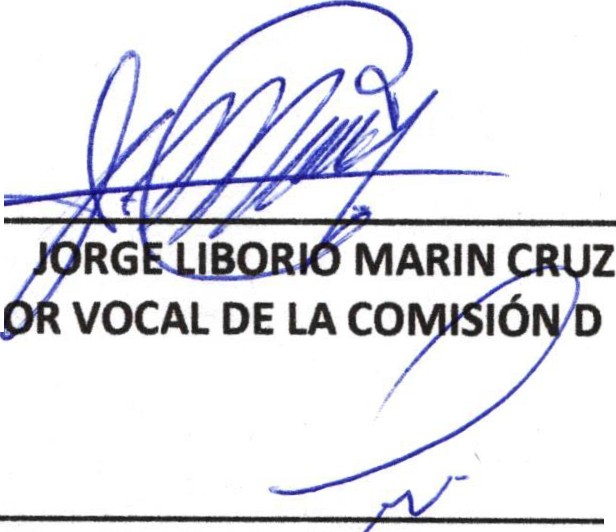 JORGE LIBORIO MARIN CRUZ
OR VOCAL DE LA COMISIÓN D